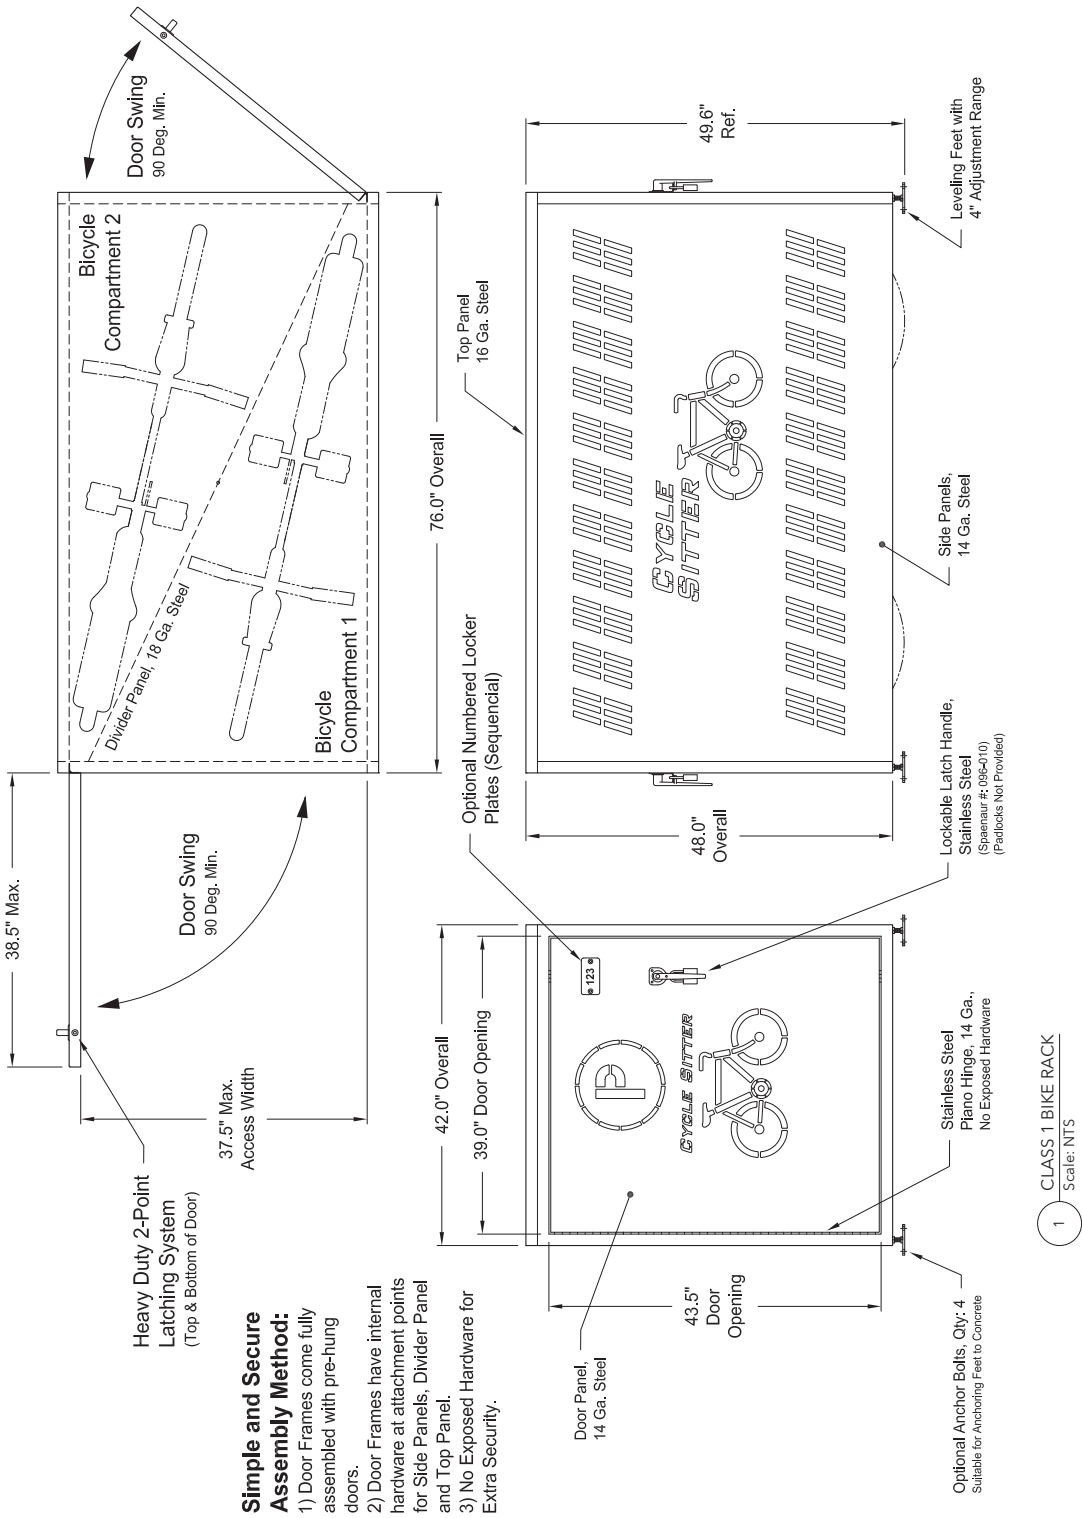 38.5" Max.
Door Swing
90 Deg. Min.
Bicycle
Compartment 2
Door Swing
90 Deg. Min.
Divider Panel, 18 Ga. Steel
Bicycle
Compartment 1
Heavy Duty 2-Point
Latching System
(Top & Bottom of Door)
37.5" Max.
Access Width
76.0" Overall
Simple and Secure
Assembly Method:
1) Door Frames come fully
assembled with pre-hung
doors.
2) Door Frames have internal
hardware at attachment points
for Side Panels, Divider Panel
and Top Panel.
3) No Exposed Hardware for
Extra Security.
42.0" Overall
39.0" Door Opening
Optional Numbered Locker
Plates (Sequencial)
Top Panel
16 Ga. Steel
43.5"
Door
Opening
Door Panel,
14 Ga. Steel
P
123
CYCLE SITTER
48.0"
Overall
CYCLE
SITTER
49.6"
Ref.
Optional Anchor Bolts, Qty: 4
Suitable for Anchoring Feet to Concrete
Stainless Steel
Piano Hinge, 14 Ga.,
No Exposed Hardware
Lockable Latch Handle,
Stainless Steel
(Spaenaur #: 096-010)
(Padlocks Not Provided)
Side Panels,
14 Ga. Steel
Leveling Feet with
4" Adjustment Range
1
CLASS 1 BIKE RACK
Scale: NTS